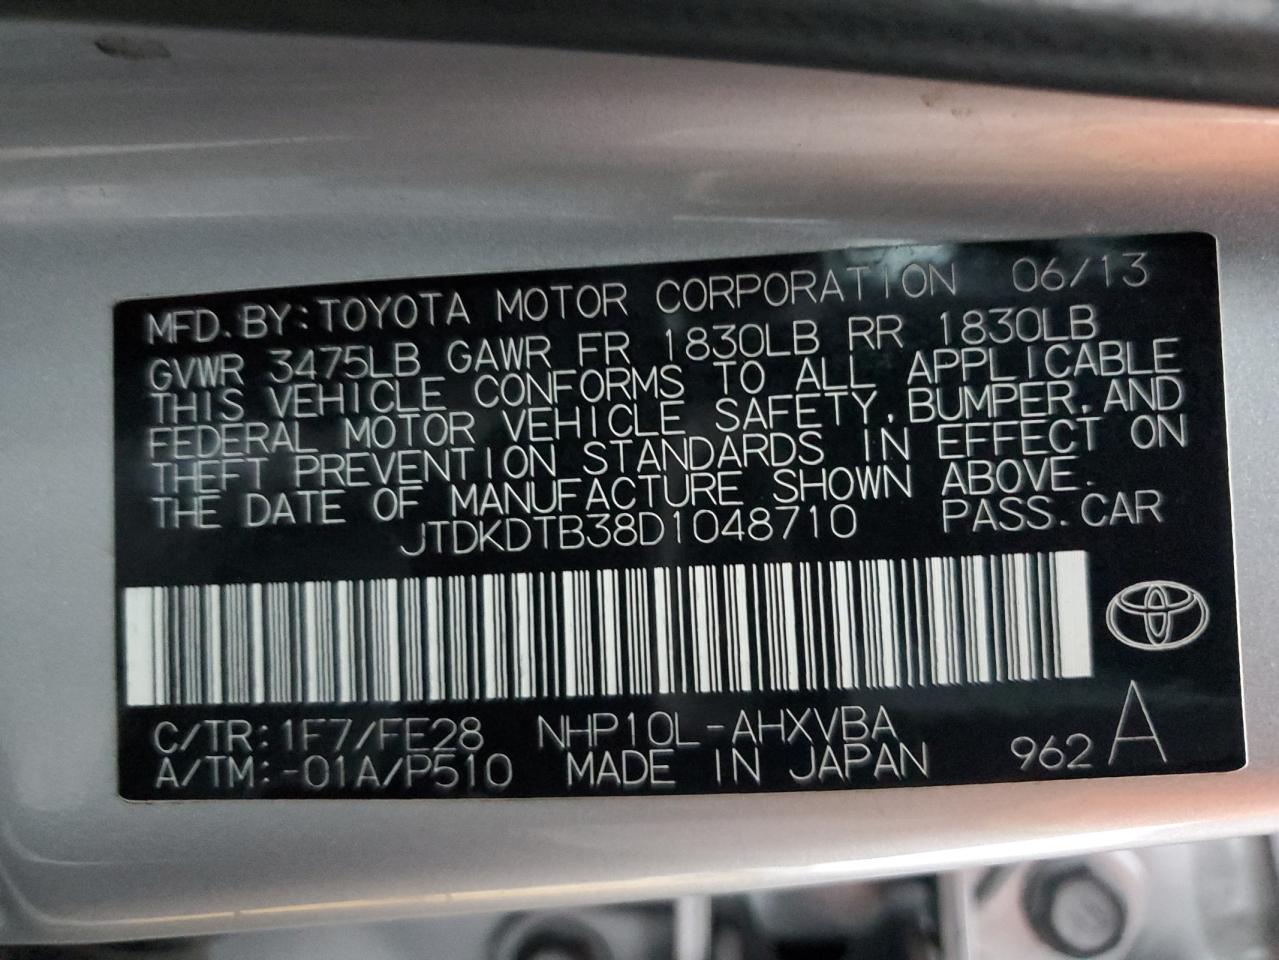 MFD. BY: TOYOTA MOTOR CORPORATION 06/13
GVWR 3475LB GAWR FR 1830LB RR 1830LB
THIS VEHICLE CONFORMS TO ALL APPLICABLE
FEDERAL MOTOR VEHICLE SAFETY, BUMPER, AND
THEFT PREVENTION STANDARDS IN EFFECT ON
THE DATE OF MANUFACTURE SHOWN ABOVE.
JTDKDTB38D1048710 PASS. CAR
C/TR: 1F7/FE28 NHP10L-AHXVBA
A/TM: -01A/P510 MADE IN JAPAN 962 A